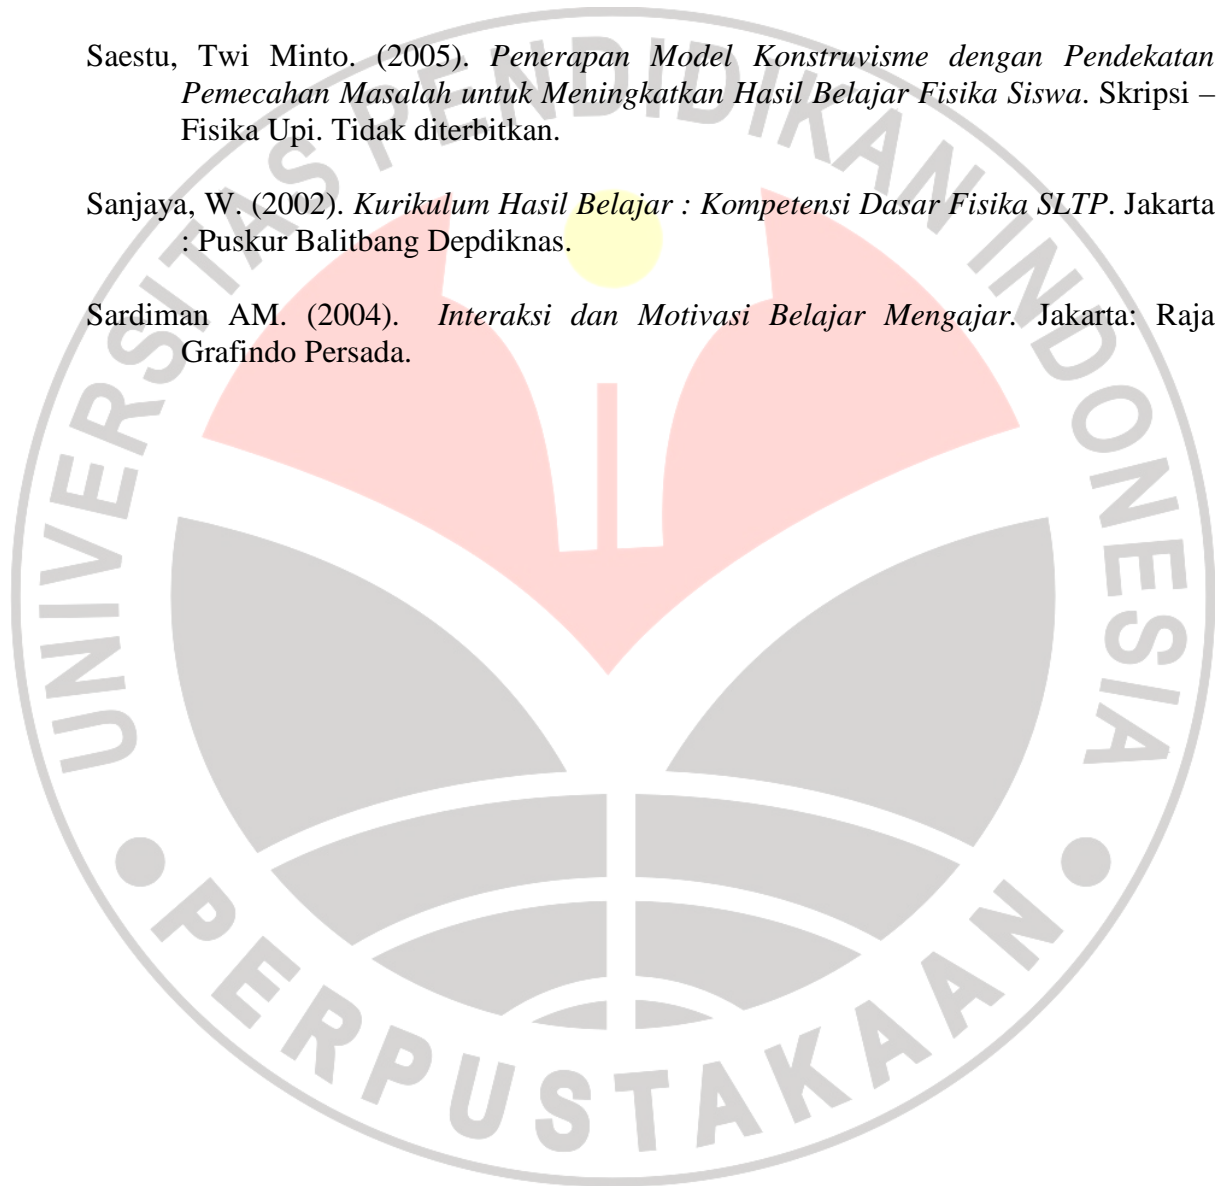 Saestu, Twi Minto. (2005). Penerapan Model Konstruvisme dengan Pendekatan
Pemecahan Masalah untuk Meningkatkan Hasil Belajar Fisika Siswa. Skripsi –
Fisika Upi. Tidak diterbitkan.
Sanjaya, W. (2002). Kurikulum Hasil Belajar : Kompetensi Dasar Fisika SLTP. Jakarta
: Puskur Balitbang Depdiknas.
Sardiman AM. (2004). Interaksi dan Motivasi Belajar Mengajar. Jakarta: Raja
Grafindo Persada.
UNIVERSITAS PENDIDIKAN INDONESIA
PERPUSTAKAAN